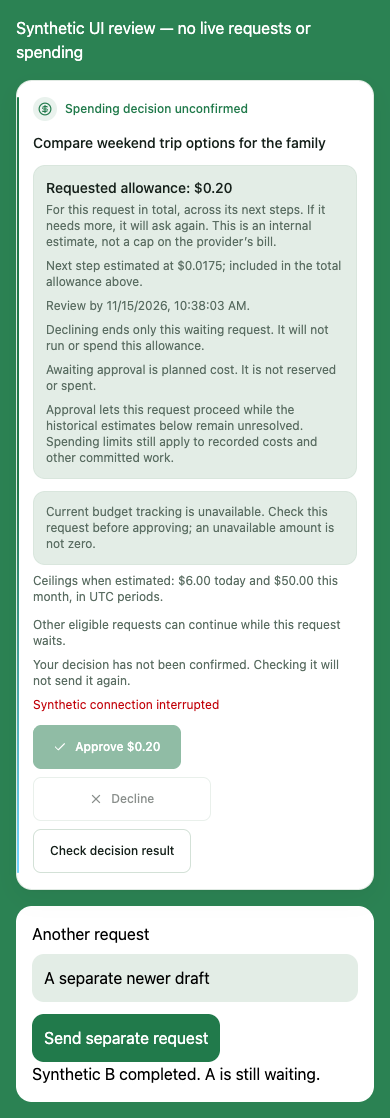 Synthetic UI review — no live requests or
spending
Spending decision unconfirmed
Compare weekend trip options for the family
Requested allowance: $0.20
For this request in total, across its next steps. If it
needs more, it will ask again. This is an internal
estimate, not a cap on the provider's bill.
Next step estimated at $0.0175; included in the total
allowance above.
Review by 11/15/2026, 10:38:03 AM.
Declining ends only this waiting request. It will not
run or spend this allowance.
Awaiting approval is planned cost. It is not reserved
or spent.
Approval lets this request proceed while the
historical estimates below remain unresolved.
Spending limits still apply to recorded costs and
other committed work.
Current budget tracking is unavailable. Check this
request before approving; an unavailable amount is
not zero.
Ceilings when estimated: $6.00 today and $50.00 this
month, in UTC periods.
Other eligible requests can continue while this request
waits.
Your decision has not been confirmed. Checking it will
not send it again.
Synthetic connection interrupted
Approve $0.20
Decline
Check decision result
Another request
A separate newer draft
Send separate request
Synthetic B completed. A is still waiting.